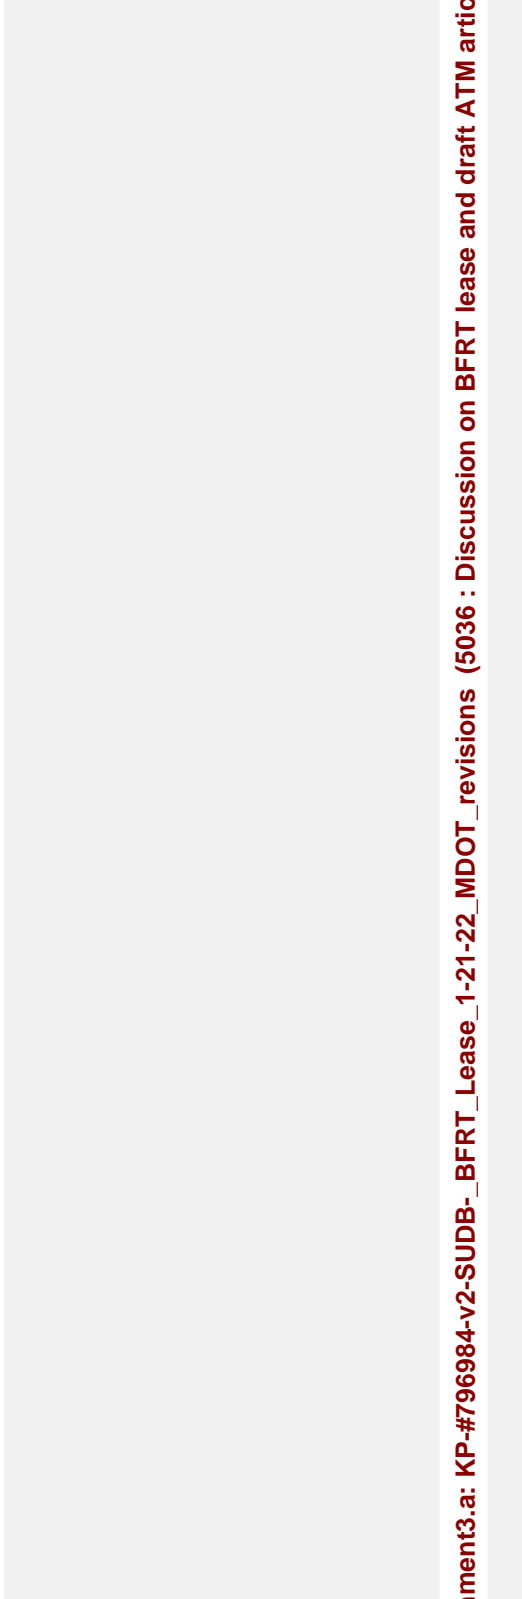 ment3.a: KP-#796984-v2-SUDB-_BFRT_Lease_1-21-22_MDOT_revisions (5036 : Discussion on BFRT lease and draft ATM artic